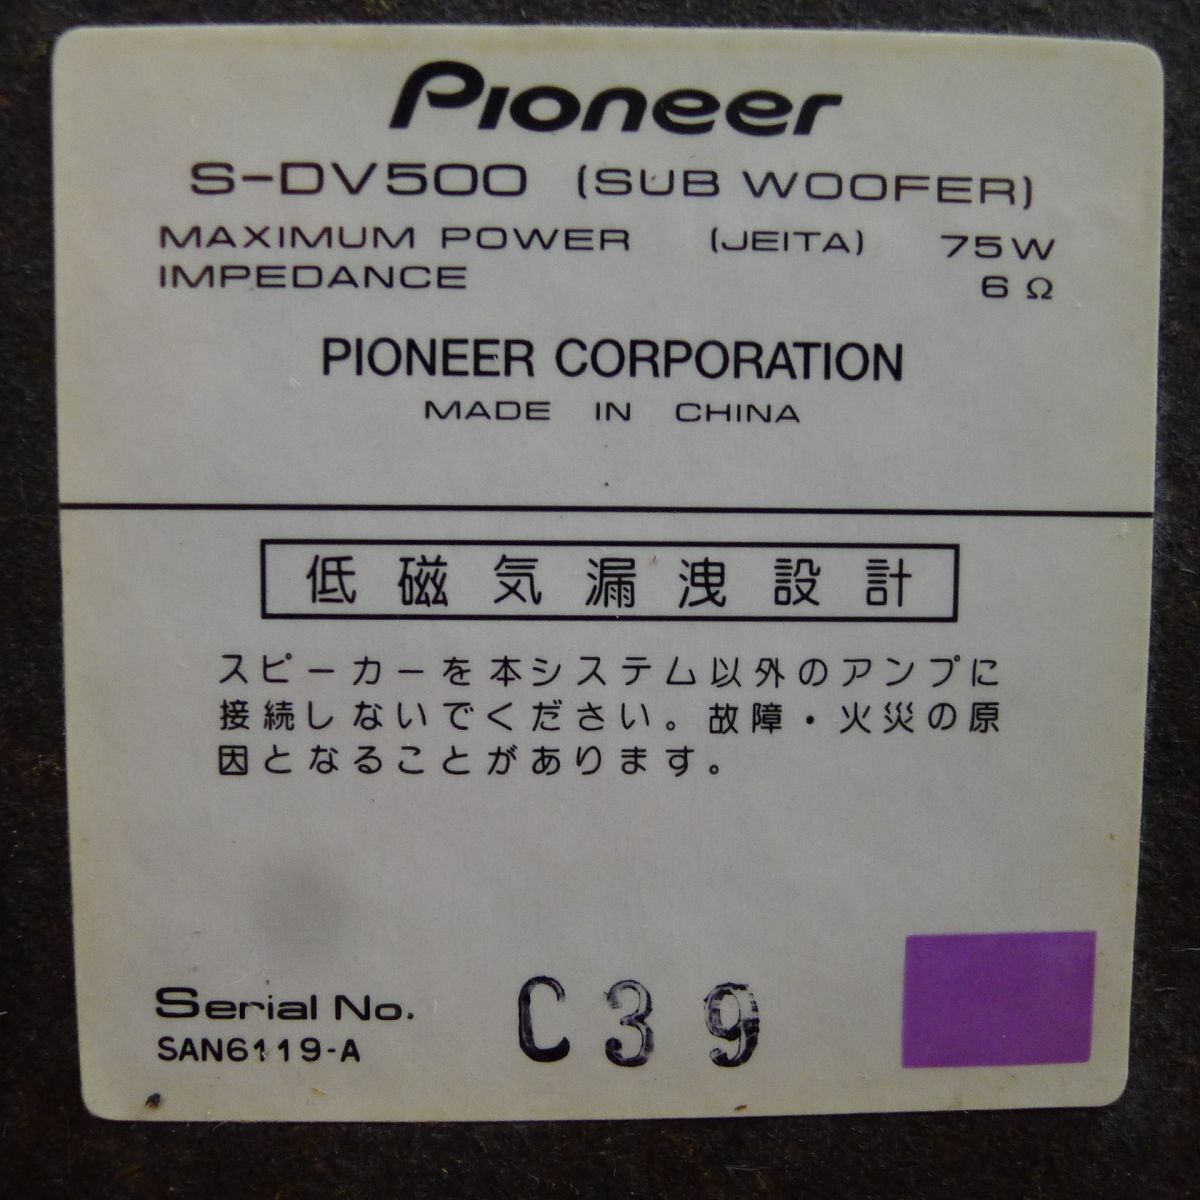 Pioneer
S-DV500 (SUB WOOFER)
MAXIMUM POWER (JEITA) 75W
IMPEDANCE 6Ω
PIONEER CORPORATION
MADE IN CHINA
低磁気漏洩設計
スピーカーを本システム以外のアンプに
接続しないでください。故障・火災の原
因となることがあります。
Serial No. C39
SAN6119-A